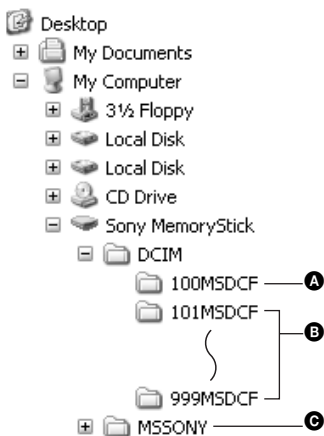 Desktop
My Documents
My Computer
3½ Floppy
Local Disk
Local Disk
CD Drive
Sony MemoryStick
DCIM
100MSDCF A
101MSDCF
B
999MSDCF
MSSONY C